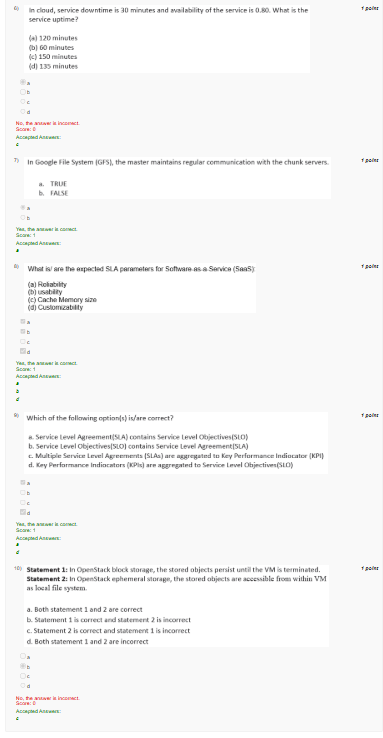 6) In cloud, service downtime is 30 minutes and availability of the service is 0.80. What is the 1 point
service uptime?
(a) 120 minutes
(b) 60 minutes
(c) 150 minutes
(d) 135 minutes
a
b
c
d
No, the answer is incorrect.
Score: 0
Accepted Answers:
c
7) In Google File System (GFS), the master maintains regular communication with the chunk servers. 1 point
a. TRUE
b. FALSE
a
b
Yes, the answer is correct.
Score: 1
Accepted Answers:
a
8) What is/ are the expected SLA parameters for Software-as-a-Service (SaaS): 1 point
(a) Reliability
(b) usability
(c) Cache Memory size
(d) Customizability
a
b
c
d
Yes, the answer is correct.
Score: 1
Accepted Answers:
a
b
d
9) Which of the following option(s) is/are correct? 1 point
a. Service Level Agreement(SLA) contains Service Level Objectives(SLO)
b. Service Level Objectives(SLO) contains Service Level Agreement(SLA)
c. Multiple Service Level Agreements (SLAs) are aggregated to Key Performance Indiocator (KPI)
d. Key Performance Indiocators (KPIs) are aggregated to Service Level Objectives(SLO)
a
b
c
d
Yes, the answer is correct.
Score: 1
Accepted Answers:
a
d
10) Statement 1: In OpenStack block storage, the stored objects persist until the VM is terminated. 1 point
Statement 2: In OpenStack ephemeral storage, the stored objects are accessible from within VM
as local file system.
a. Both statement 1 and 2 are correct
b. Statement 1 is correct and statement 2 is incorrect
c. Statement 2 is correct and statement 1 is incorrect
d. Both statement 1 and 2 are incorrect
a
b
c
d
No, the answer is incorrect.
Score: 0
Accepted Answers:
c